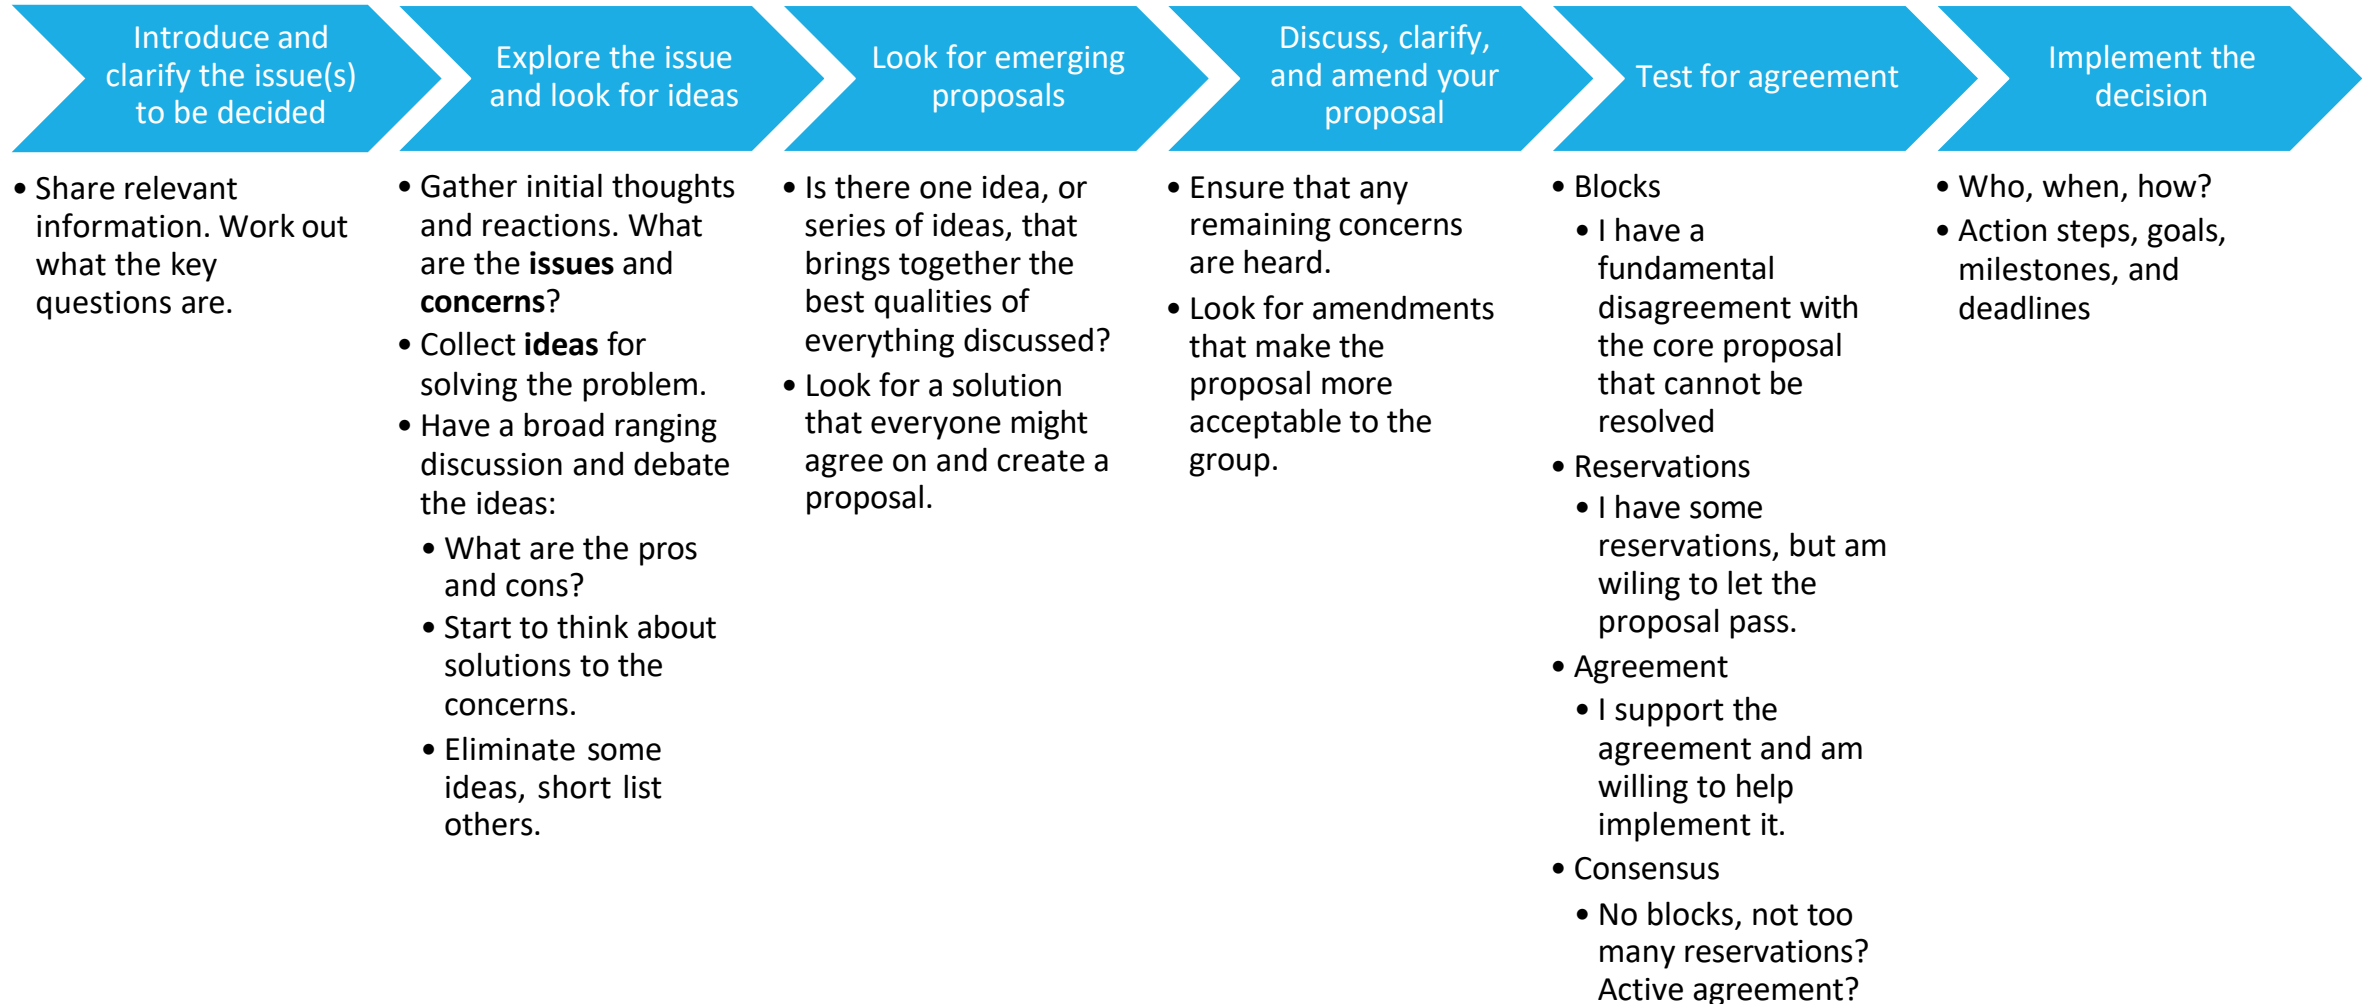 Introduce and
clarify the issue(s)
to be decided
• Share relevant
information. Work out
what the key
questions are.
Explore the issue
and look for ideas
• Gather initial thoughts
and reactions. What
are the issues and
concerns?
• Collect ideas for
solving the problem.
• Have a broad ranging
discussion and debate
the ideas:
• What are the pros
and cons?
• Start to think about
solutions to the
concerns.
• Eliminate some
ideas, short list
others.
Look for emerging
proposals
• Is there one idea, or
series of ideas, that
brings together the
best qualities of
everything discussed?
• Look for a solution
that everyone might
agree on and create a
proposal.
Discuss, clarify,
and amend your
proposal
• Ensure that any
remaining concerns
are heard.
• Look for amendments
that make the
proposal more
acceptable to the
group.
Test for agreement
• Blocks
• I have a
fundamental
disagreement with
the core proposal
that cannot be
resolved
• Reservations
• I have some
reservations, but am
wiling to let the
proposal pass.
• Agreement
• I support the
agreement and am
willing to help
implement it.
• Consensus
• No blocks, not too
many reservations?
Active agreement?
Implement the
decision
• Who, when, how?
• Action steps, goals,
milestones, and
deadlines